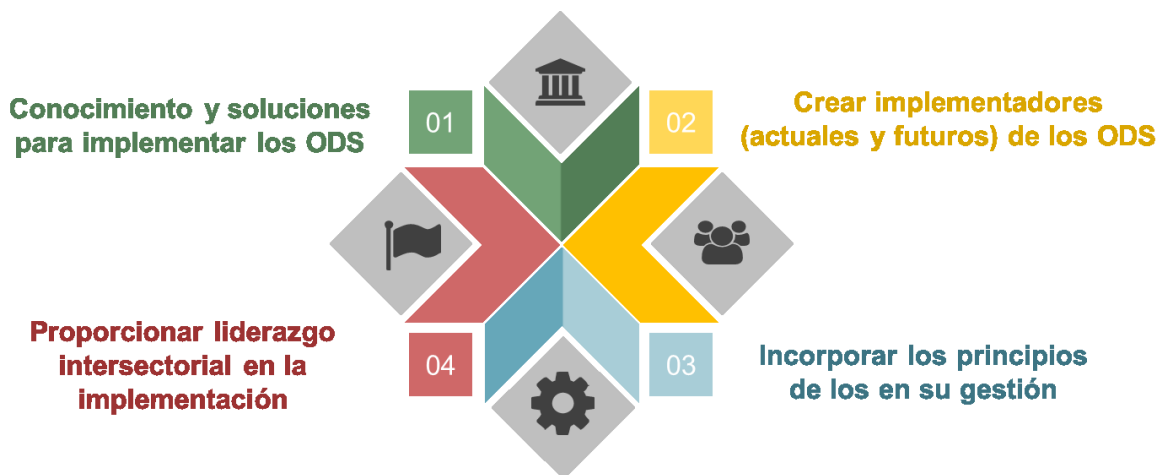 01
Conocimiento y soluciones
para implementar los ODS
02
Crear implementadores
(actuales y futuros) de los ODS
03
Incorporar los principios
de los en su gestión
04
Proporcionar liderazgo
intersectorial en la
implementación